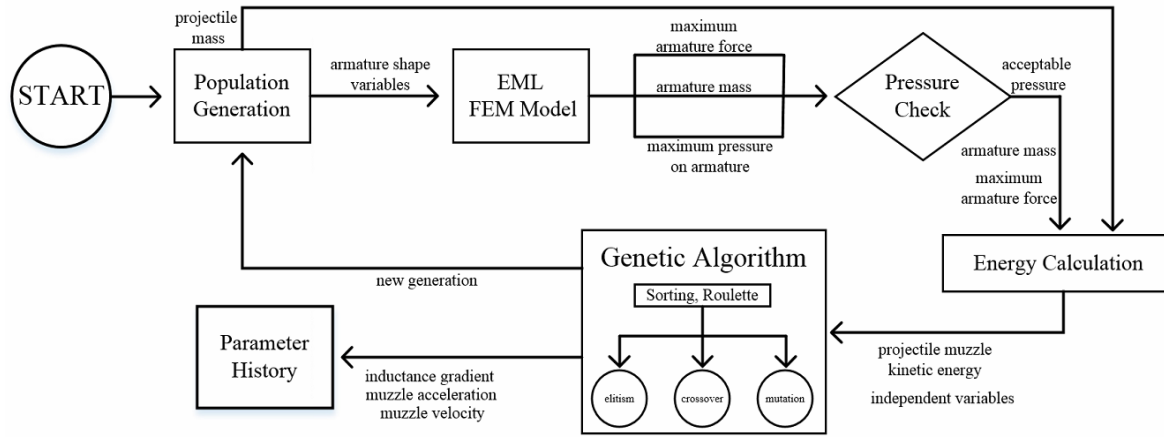 projectile
mass
START
Population
Generation
armature shape
variables
EML
FEM Model
maximum
armature force
armature mass
maximum pressure
on armature
Pressure
Check
acceptable
pressure
armature mass
maximum
armature force
Energy Calculation
projectile muzzle
kinetic energy
independent variables
Genetic Algorithm
Sorting, Roulette
elitism
crossover
mutation
new generation
Parameter
History
inductance gradient
muzzle acceleration
muzzle velocity